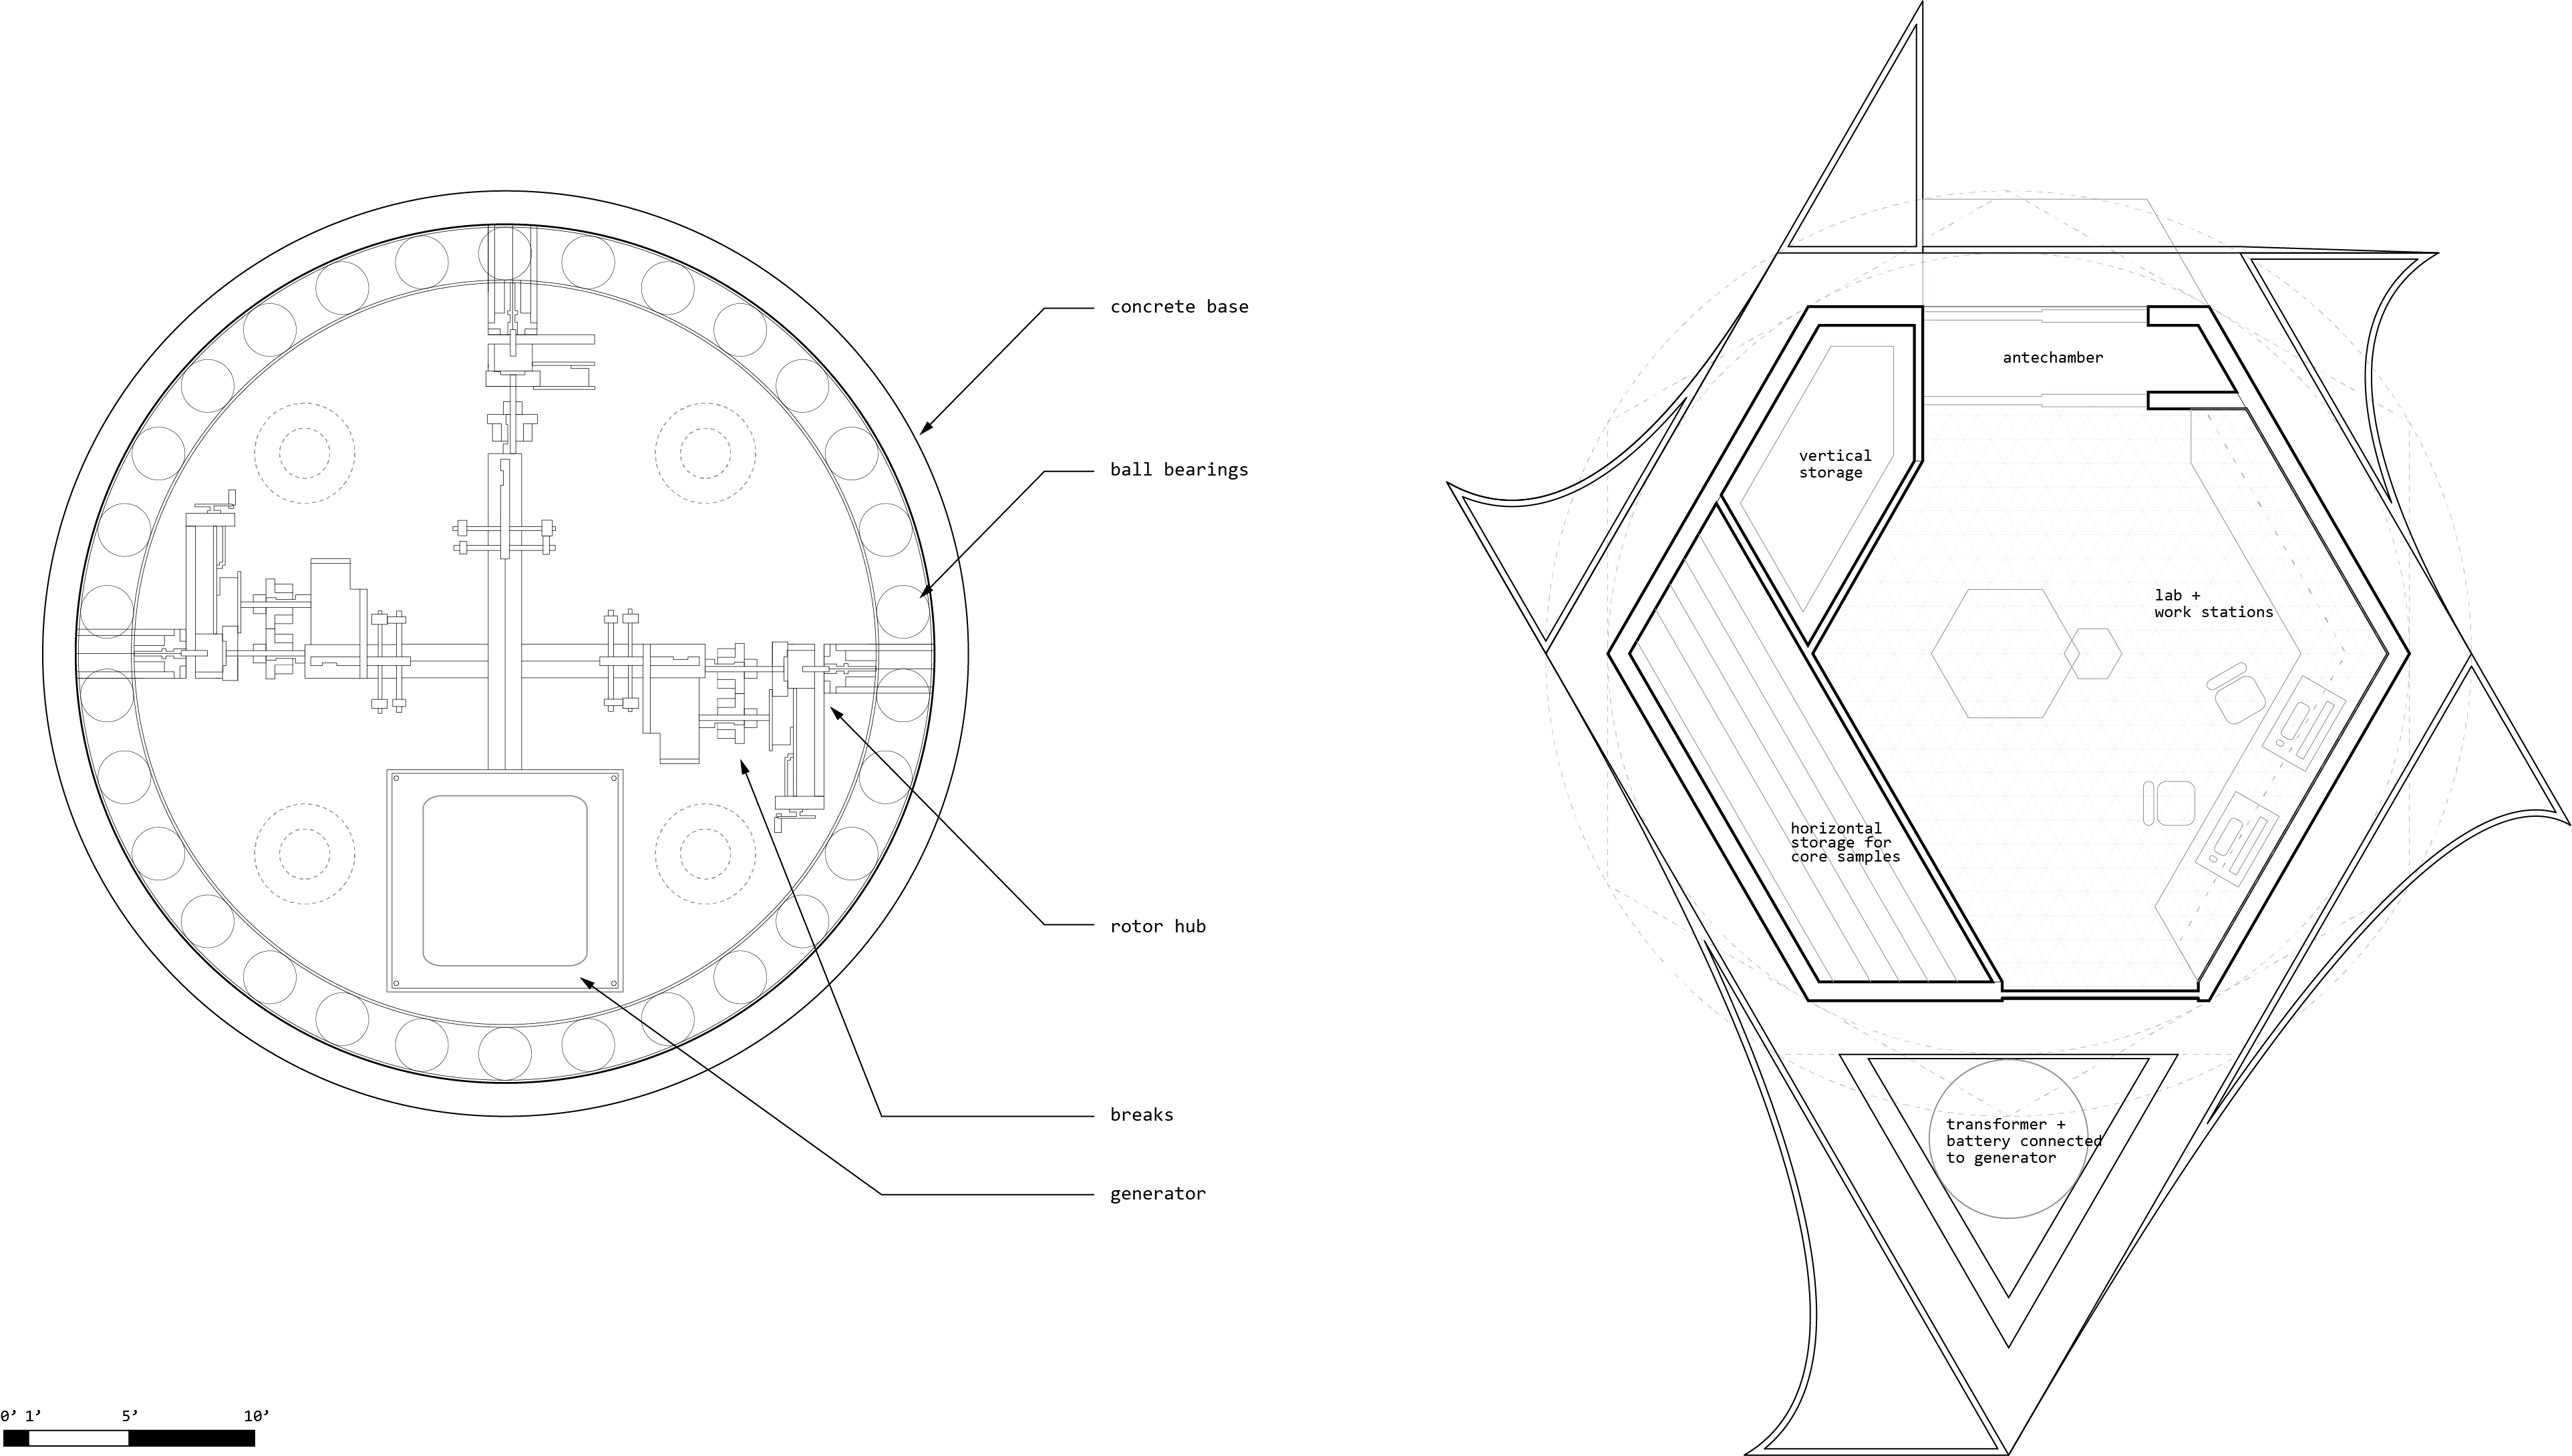 concrete base
ball bearings
rotor hub
breaks
generator
0’ 1’ 5’ 10’
antechamber
vertical
storage
lab +
work stations
horizontal
storage for
core samples
transformer +
battery connected
to generator